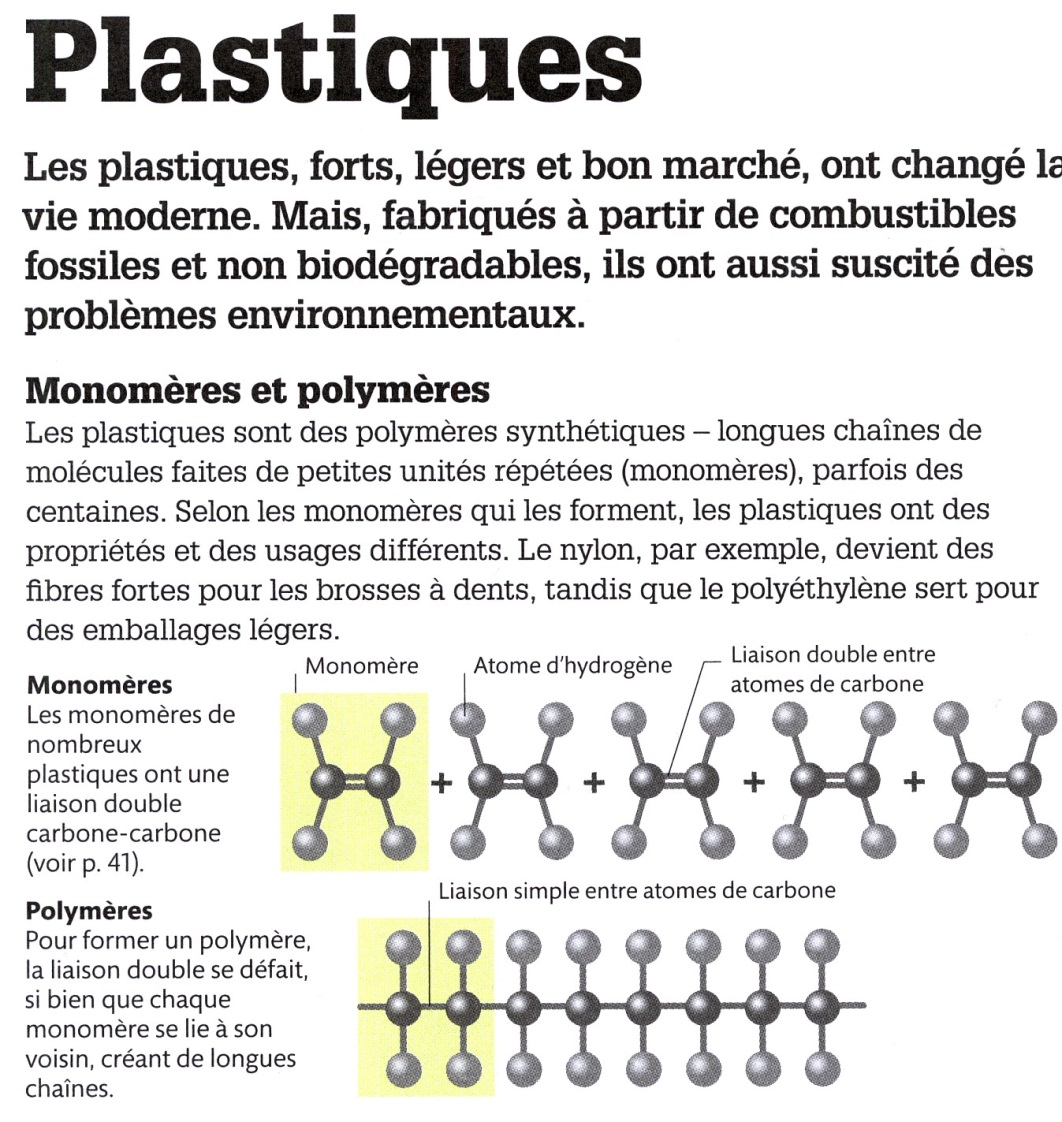 Plastiques
Les plastiques, forts, légers et bon marché, ont changé la
vie moderne. Mais, fabriqués à partir de combustibles
fossiles et non biodégradables, ils ont aussi suscité des
problèmes environnementaux.
Monomères et polymères
Les plastiques sont des polymères synthétiques – longues chaînes de
molécules faites de petites unités répétées (monomères), parfois des
centaines. Selon les monomères qui les forment, les plastiques ont des
propriétés et des usages différents. Le nylon, par exemple, devient des
fibres fortes pour les brosses à dents, tandis que le polyéthylène sert pour
des emballages légers.
Monomères
Les monomères de
nombreux
plastiques ont une
liaison double
carbone-carbone
(voir p. 41).
Monomère
Atome d'hydrogène
Liaison double entre
atomes de carbone
+ + + +
Polymères
Pour former un polymère,
la liaison double se défait,
si bien que chaque
monomère se lie à son
voisin, créant de longues
chaînes.
Liaison simple entre atomes de carbone